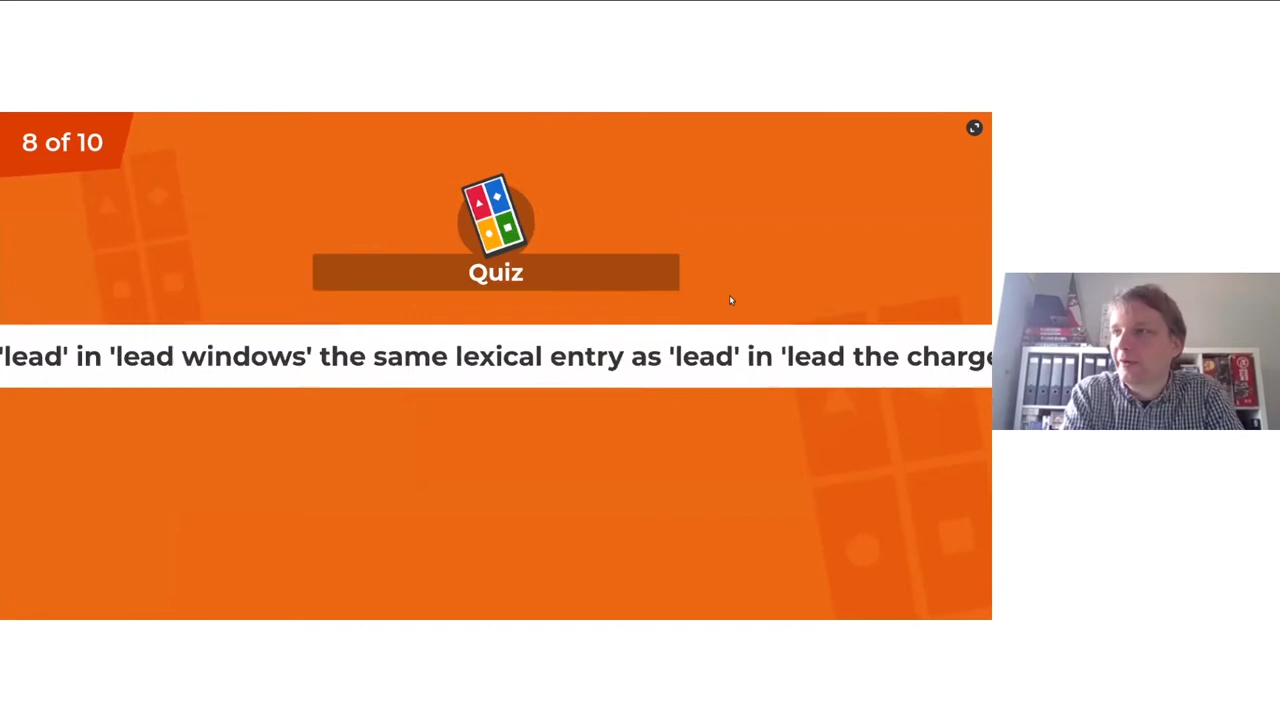 8 of 10
Quiz
'lead' in 'lead windows' the same lexical entry as 'lead' in 'lead the charge